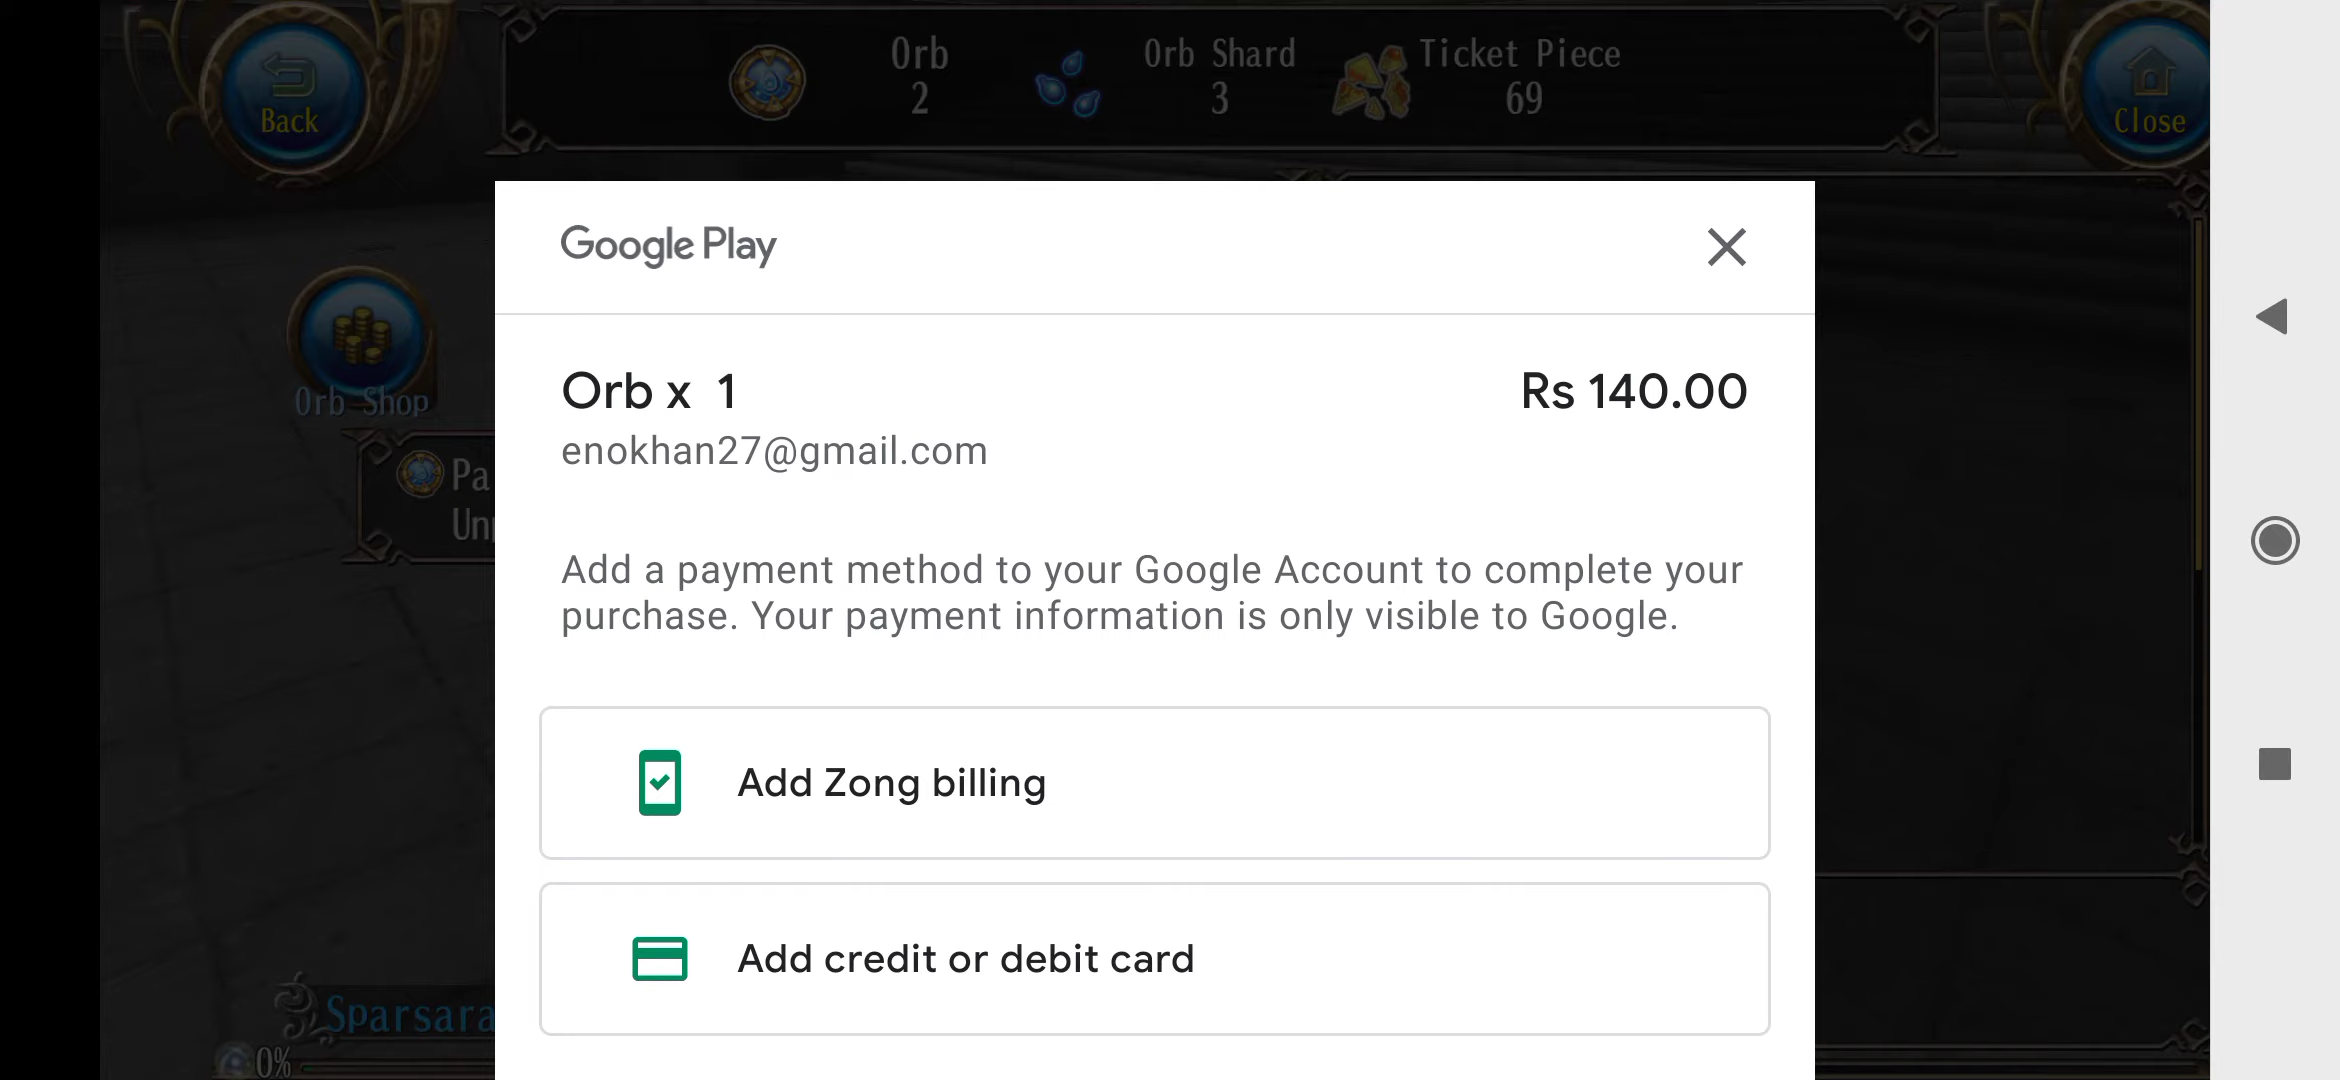 Back
Orb
2
Orb Shard
3
Ticket Piece
69
Close
Google Play
Orb Shop
Orb x 1
Rs 140.00
enokhan27@gmail.com
Pa
Un
Add a payment method to your Google Account to complete your
purchase. Your payment information is only visible to Google.
Add Zong billing
Add credit or debit card
Sparsara
0%